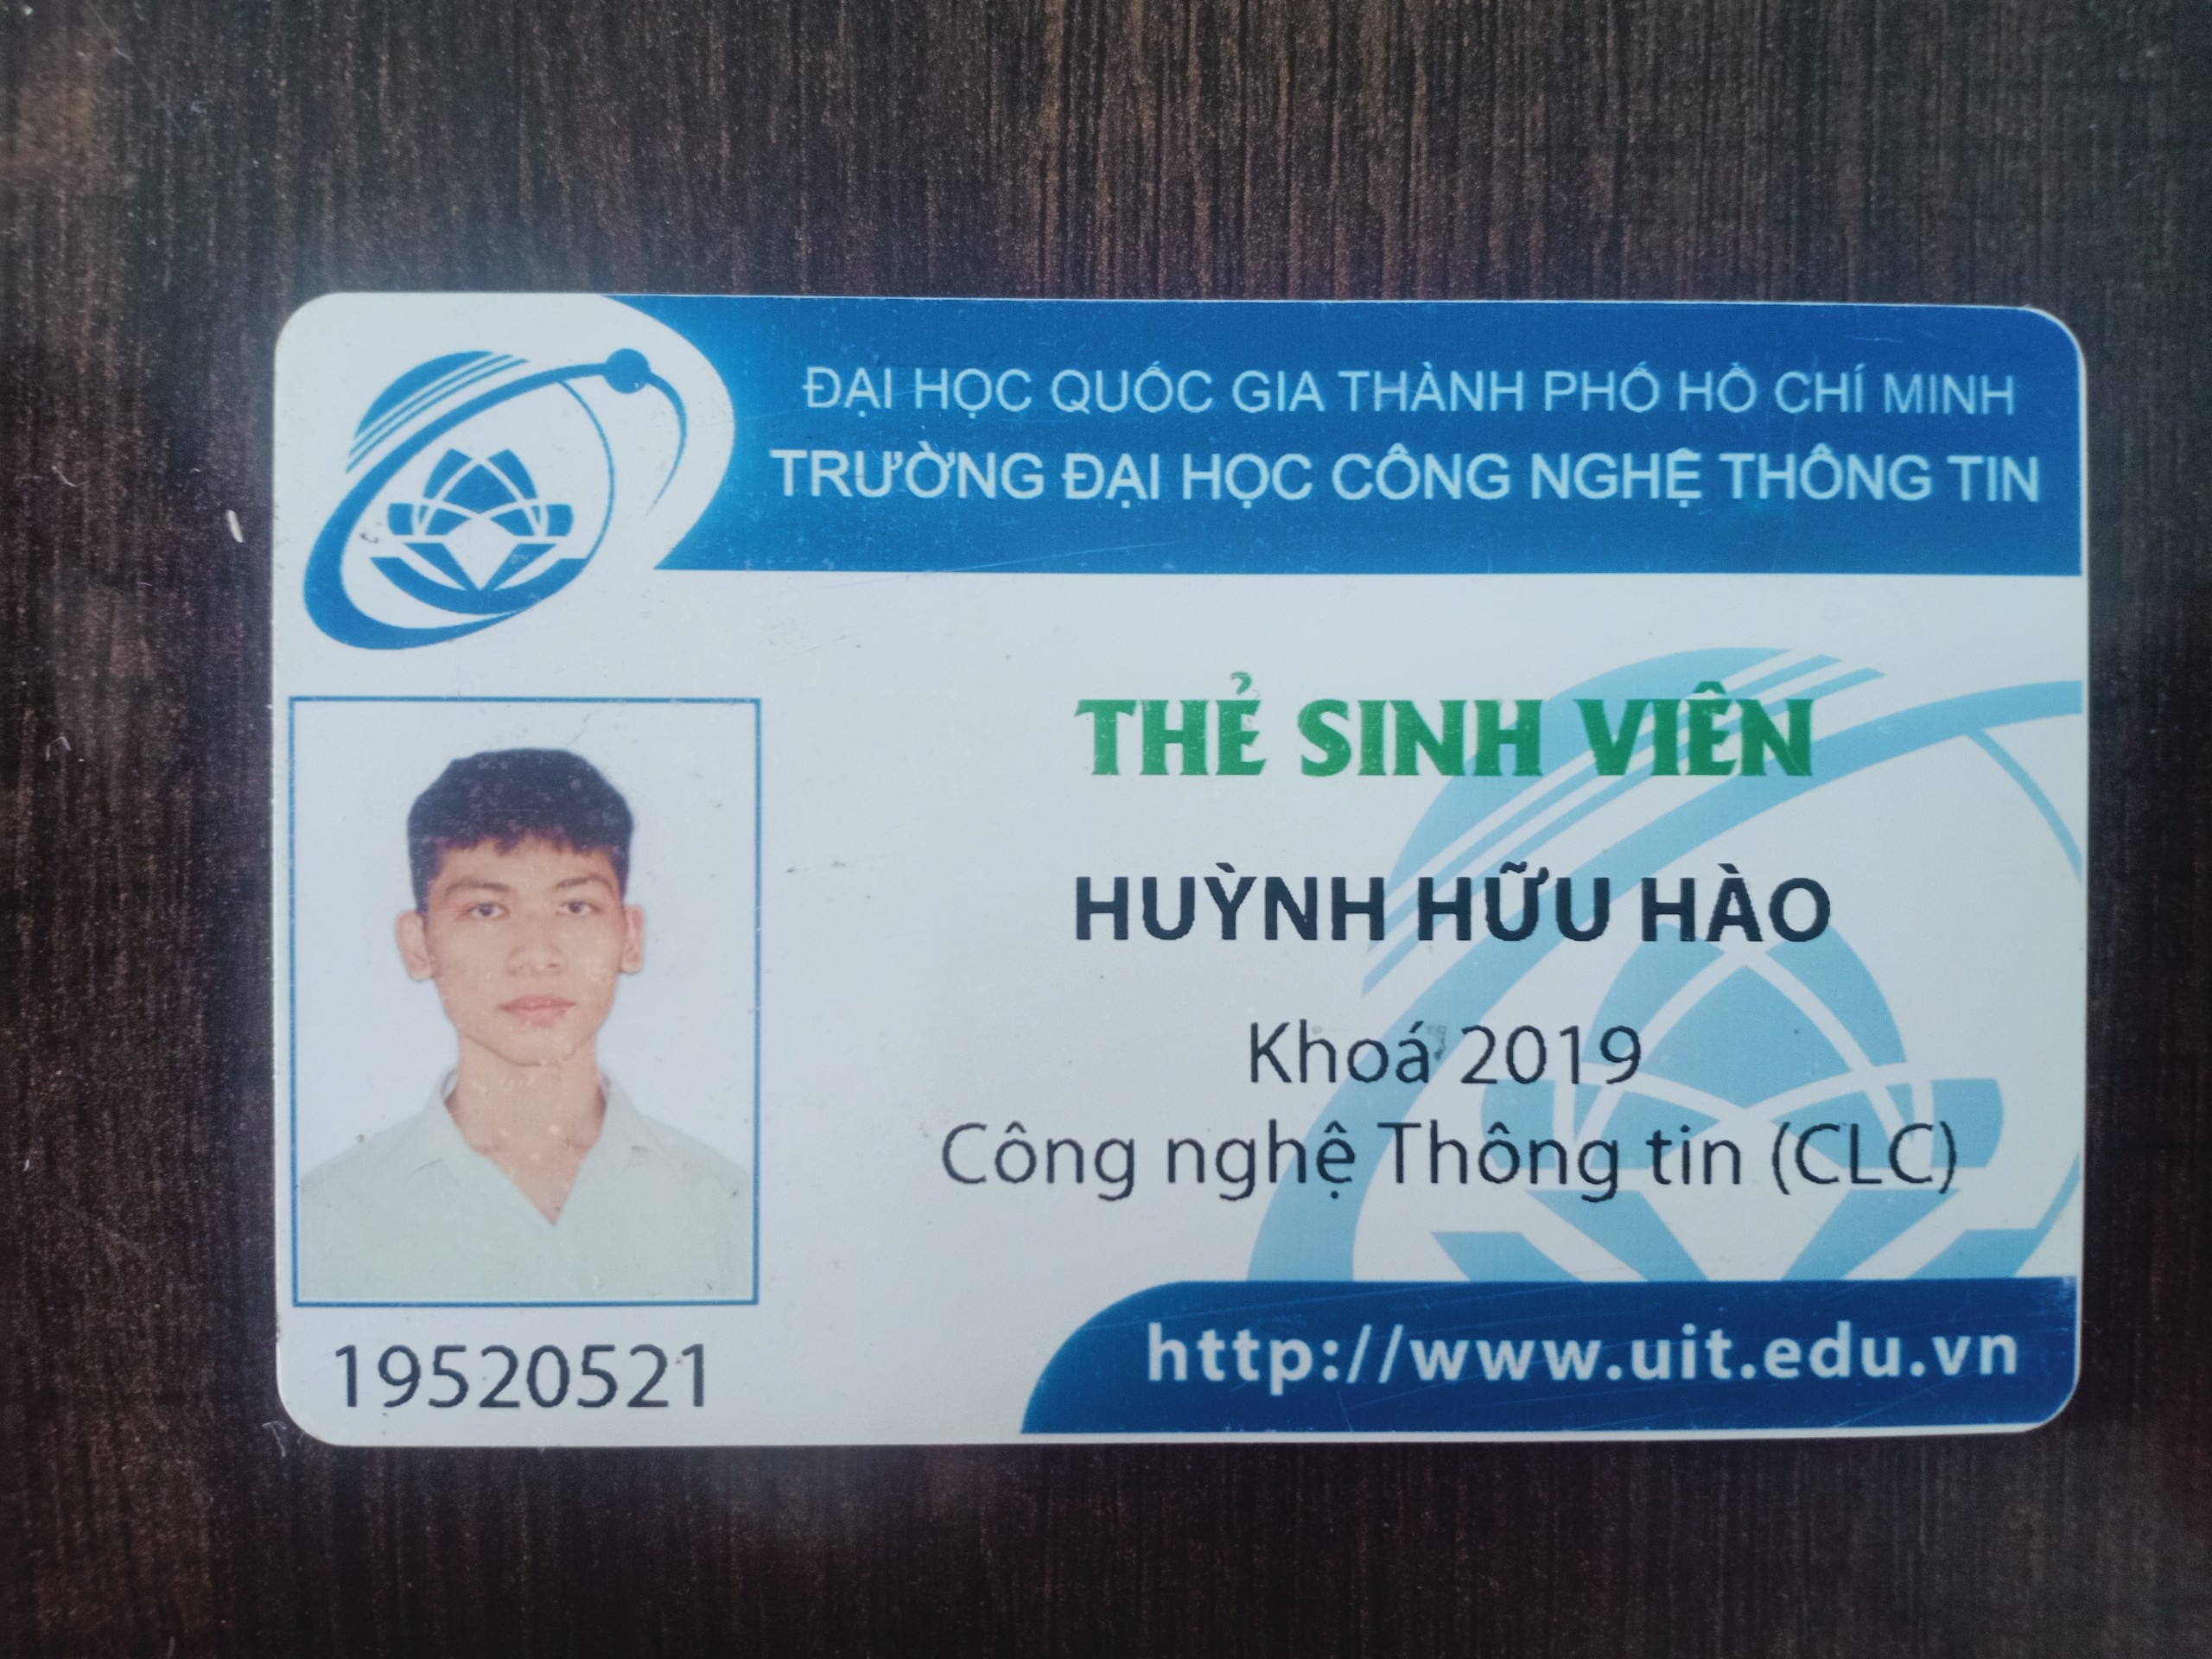 ĐẠI HỌC QUỐC GIA THÀNH PHỐ HỒ CHÍ MINH
TRƯỜNG ĐẠI HỌC CÔNG NGHỆ THÔNG TIN
THẺ SINH VIÊN
HUỲNH HỮU HÀO
Khoá 2019
Công nghệ Thông tin (CLC)
19520521
http://www.uit.edu.vn